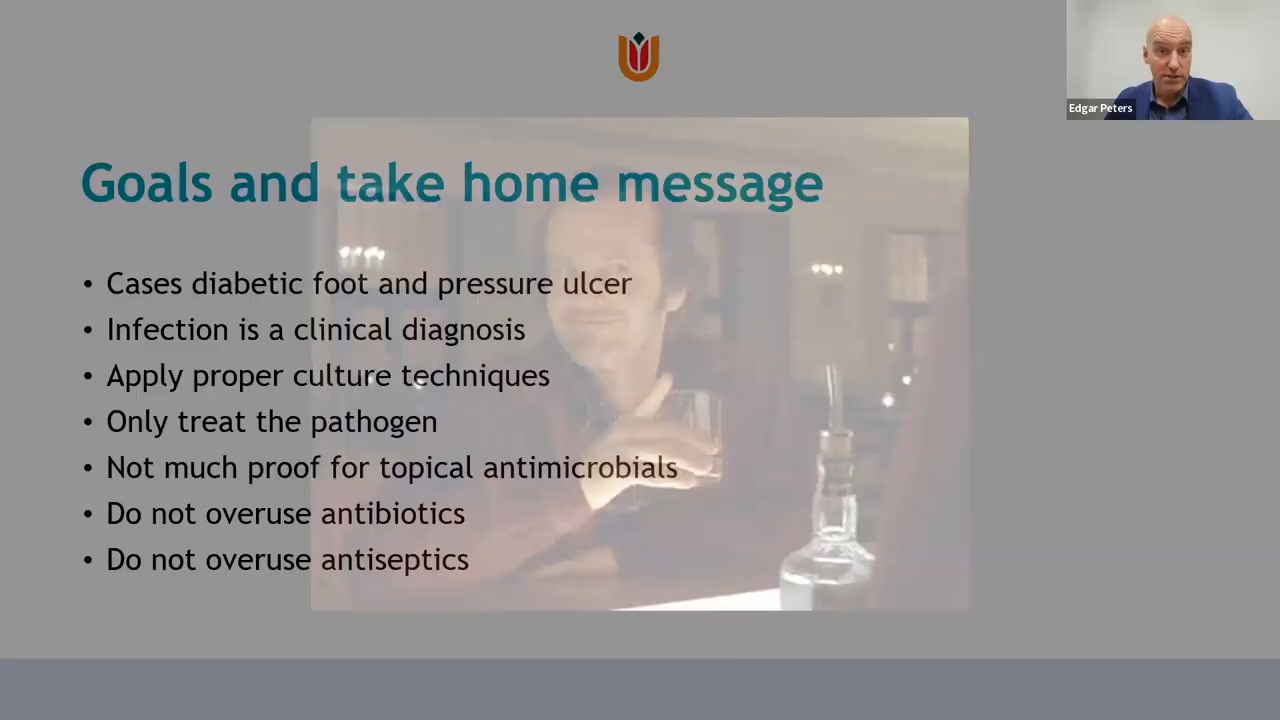 Edgar Peters
Goals and take home message
• Cases diabetic foot and pressure ulcer
• Infection is a clinical diagnosis
• Apply proper culture techniques
• Only treat the pathogen
• Not much proof for topical antimicrobials
• Do not overuse antibiotics
• Do not overuse antiseptics